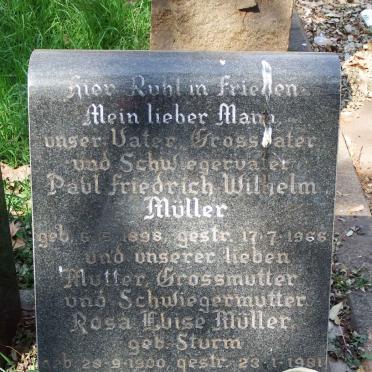 Hier Ruht in Frieden
Mein lieber Mann,
unser Vater, Grossvater
und Schwiegervater
Paul Friedrich Wilhelm
Müller
geb. 6.5.1898, gestr. 17.7.1966
und unserer lieben
Mutter, Grossmutter
und Schwiegermutter
Rosa Luise Müller
geb. Sturm
geb. 28.9.1900, gestr. 23.1.1981